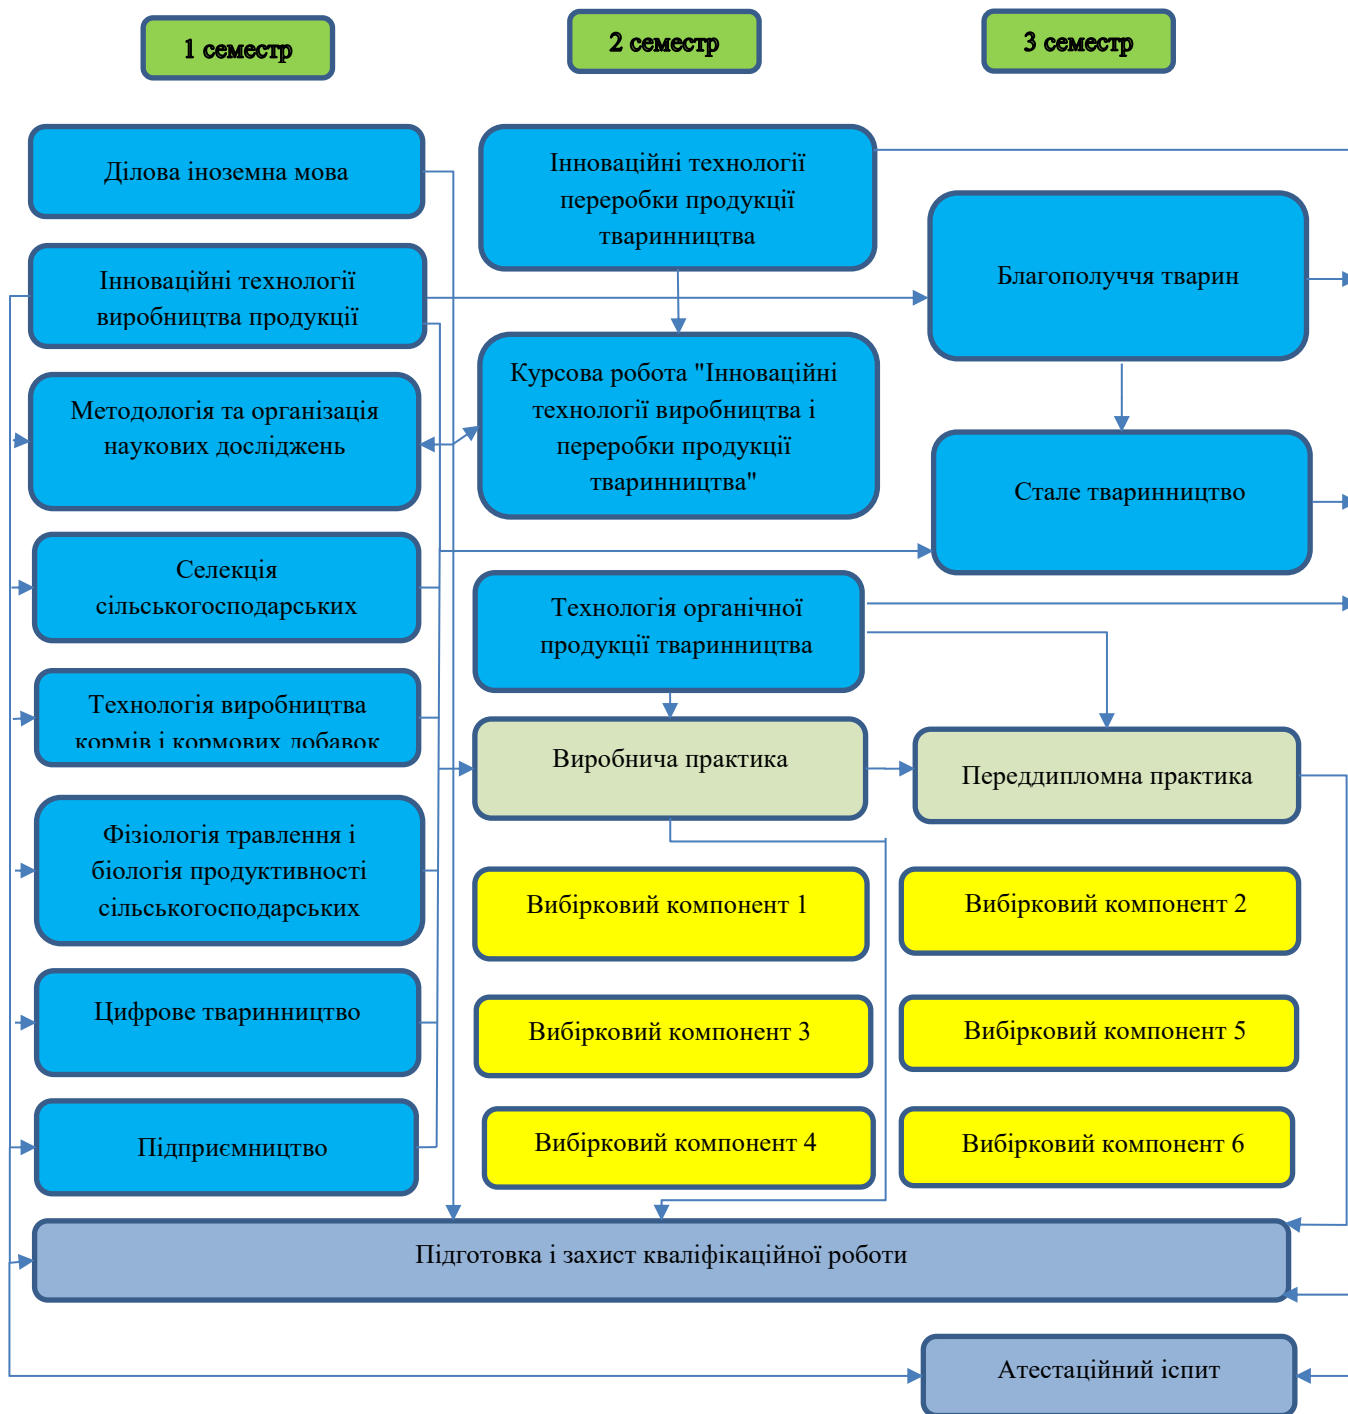 1 семестр
2 семестр
3 семестр
Ділова іноземна мова
Інноваційні технології
виробництва продукції
Методологія та організація
наукових досліджень
Селекція
сільськогосподарських
Технологія виробництва
кормів і кормових добавок
Фізіологія травлення і
біологія продуктивності
сільськогосподарських
Цифрове тваринництво
Підприємництво
Інноваційні технології
переробки продукції
тваринництва
Курсова робота "Інноваційні
технології виробництва і
переробки продукції
тваринництва"
Технологія органічної
продукції тваринництва
Виробнича практика
Вибірковий компонент 1
Вибірковий компонент 3
Вибірковий компонент 4
Благополуччя тварин
Стале тваринництво
Переддипломна практика
Вибірковий компонент 2
Вибірковий компонент 5
Вибірковий компонент 6
Підготовка і захист кваліфікаційної роботи
Атестаційний іспит